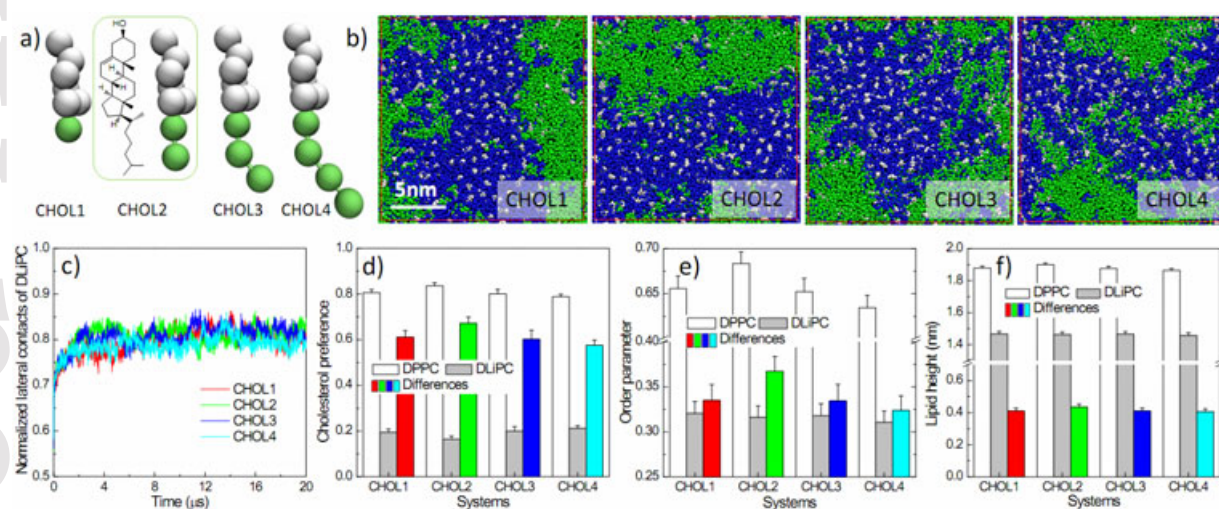 a)
HO
H
H
H
H
CHOL1
CHOL2
CHOL3
CHOL4
b)
5nm
CHOL1
CHOL2
CHOL3
CHOL4
c)
Normalized lateral contacts of DLiPC
1.0
0.9
0.8
0.7
0.6
0.5
CHOL1
CHOL2
CHOL3
CHOL4
0 4 8 12 16 20
Time (μs)
d)
Cholesterol preference
1.0
0.8
0.6
0.4
0.2
0.0
DPPC
DLiPC
Differences
CHOL1 CHOL2 CHOL3 CHOL4
Systems
e)
Order parameter
0.70
0.65
0.40
0.35
0.30
0.25
DPPC
DLiPC
Differences
CHOL1 CHOL2 CHOL3 CHOL4
Systems
f)
Lipid height (nm)
2.0
1.8
1.6
1.4
0.6
0.4
0.2
0.0
DPPC DLiPC
Differences
CHOL1 CHOL2 CHOL3 CHOL4
Systems